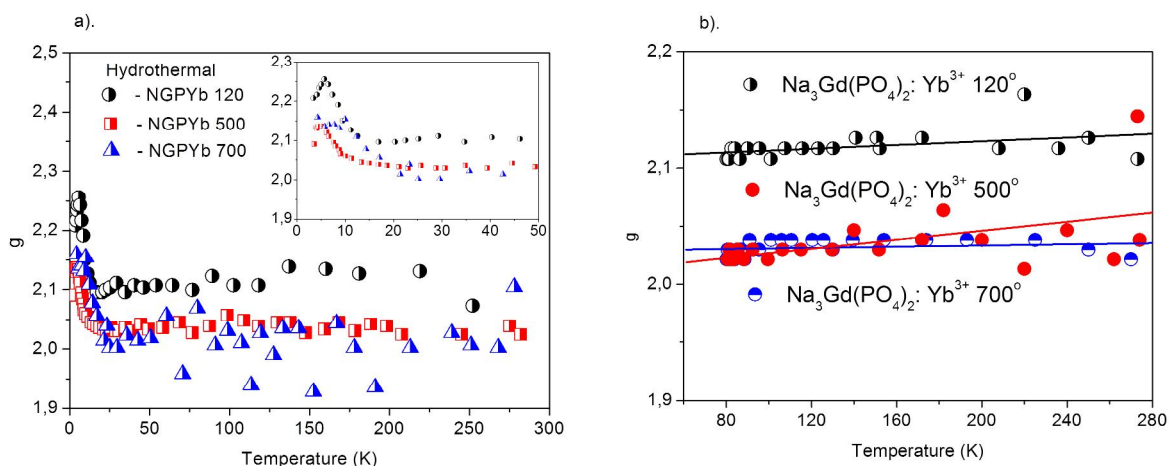 a).
2,5
2,4
2,3
2,2
2,1
2,0
1,9
g
Hydrothermal
- NGPYb 120
- NGPYb 500
- NGPYb 700
2,3
2,2
2,1
2,0
1,9
0 10 20 30 40 50
0 50 100 150 200 250 300
Temperature (K)
b).
2,2
2,1
2,0
1,9
g
Na₃Gd(PO₄)₂: Yb³⁺ 120°
Na₃Gd(PO₄)₂: Yb³⁺ 500°
Na₃Gd(PO₄)₂: Yb³⁺ 700°
80 120 160 200 240 280
Temperature (K)